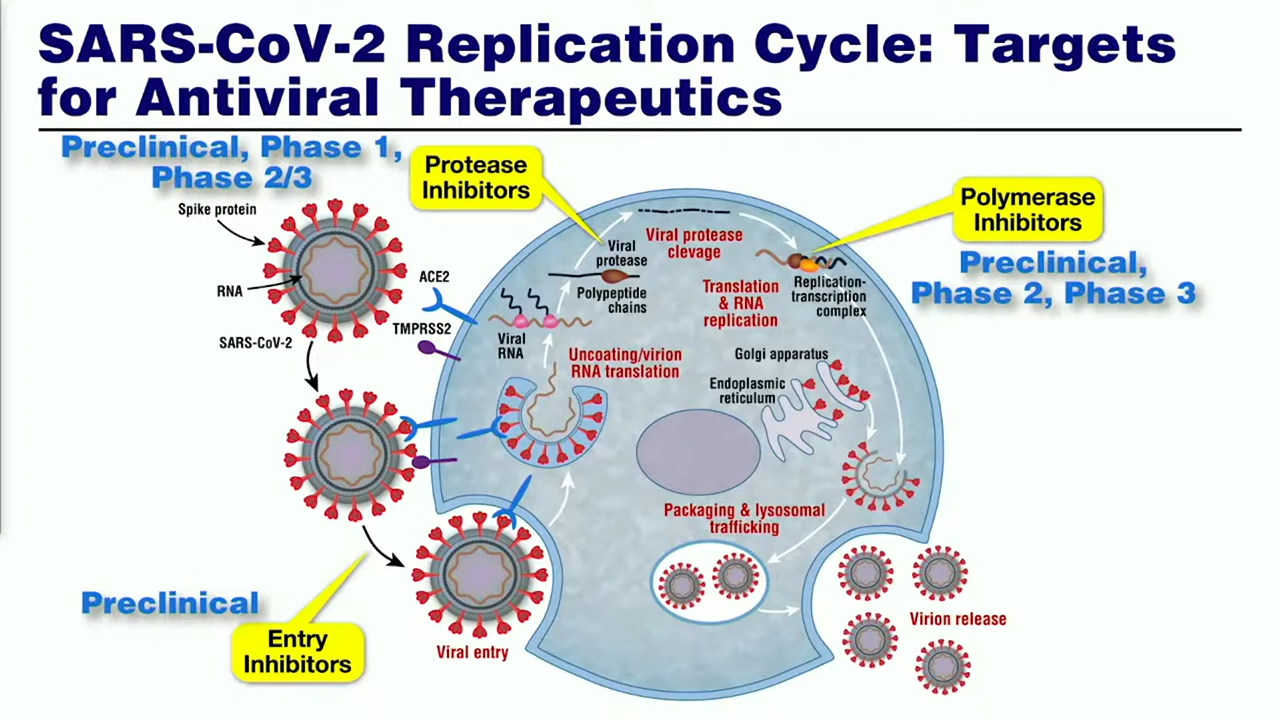 SARS-CoV-2 Replication Cycle: Targets
for Antiviral Therapeutics
Preclinical, Phase 1,
Phase 2/3
Protease
Inhibitors
Polymerase
Inhibitors
Preclinical,
Phase 2, Phase 3
Spike protein
RNA
SARS-CoV-2
ACE2
TMPRSS2
Viral
protease
Polypeptide
chains
Viral protease
cleavage
Translation
& RNA
replication
Replication-
transcription
complex
Viral
RNA
Uncoating/virion
RNA translation
Golgi apparatus
Endoplasmic
reticulum
Packaging & lysosomal
trafficking
Virion release
Preclinical
Entry
Inhibitors
Viral entry